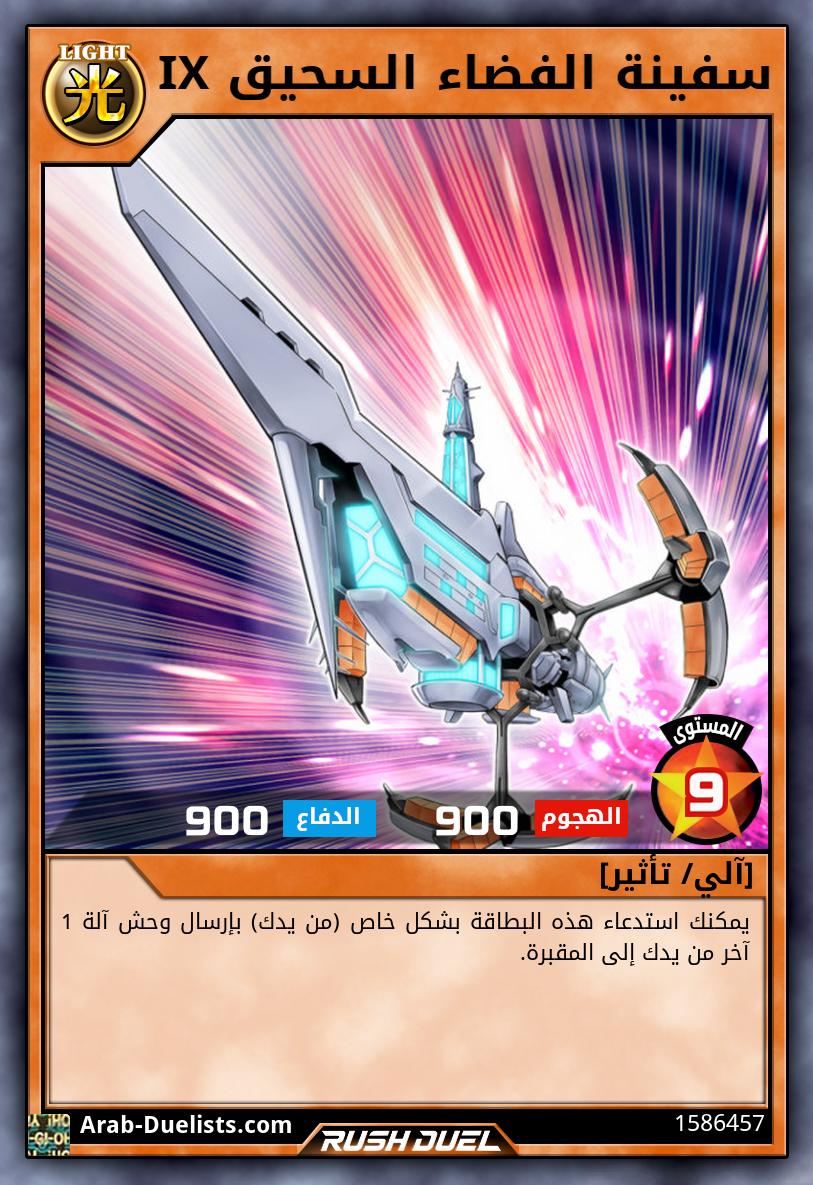 LIGHT
光
سفينة الفضاء السحيق IX
المستوى
9
الهجوم 900
الدفاع 900
[آلي/ تأثير]
يمكنك استدعاء هذه البطاقة بشكل خاص (من يدك) بإرسال وحش آلة 1
آخر من يدك إلى المقبرة.
Arab-Duelists.com
RUSH DUEL
1586457